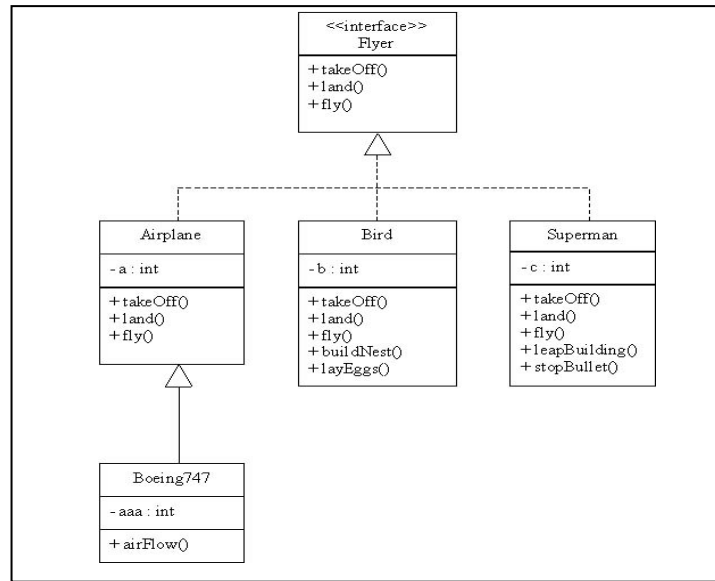 <<interface>>
Flyer
+takeOff()
+land()
+fly()
Airplane
-a : int
+takeOff()
+land()
+fly()
Bird
-b : int
+takeOff()
+land()
+fly()
+buildNest()
+layEggs()
Superman
-c : int
+takeOff()
+land()
+fly()
+leapBuilding()
+stopBullet()
Boeing747
-aaa : int
+airFlow()